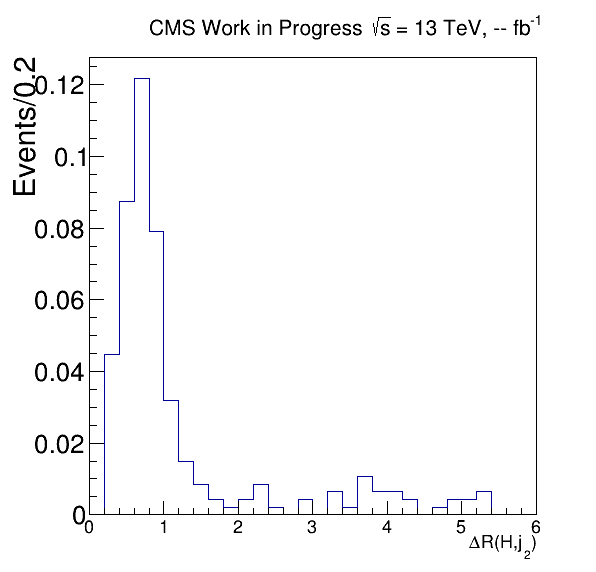 CMS Work in Progress √s = 13 TeV, -- fb-1
Events/0.2
0.12
0.1
0.08
0.06
0.04
0.02
0
0 1 2 3 4 5 6
ΔR(H,j2)